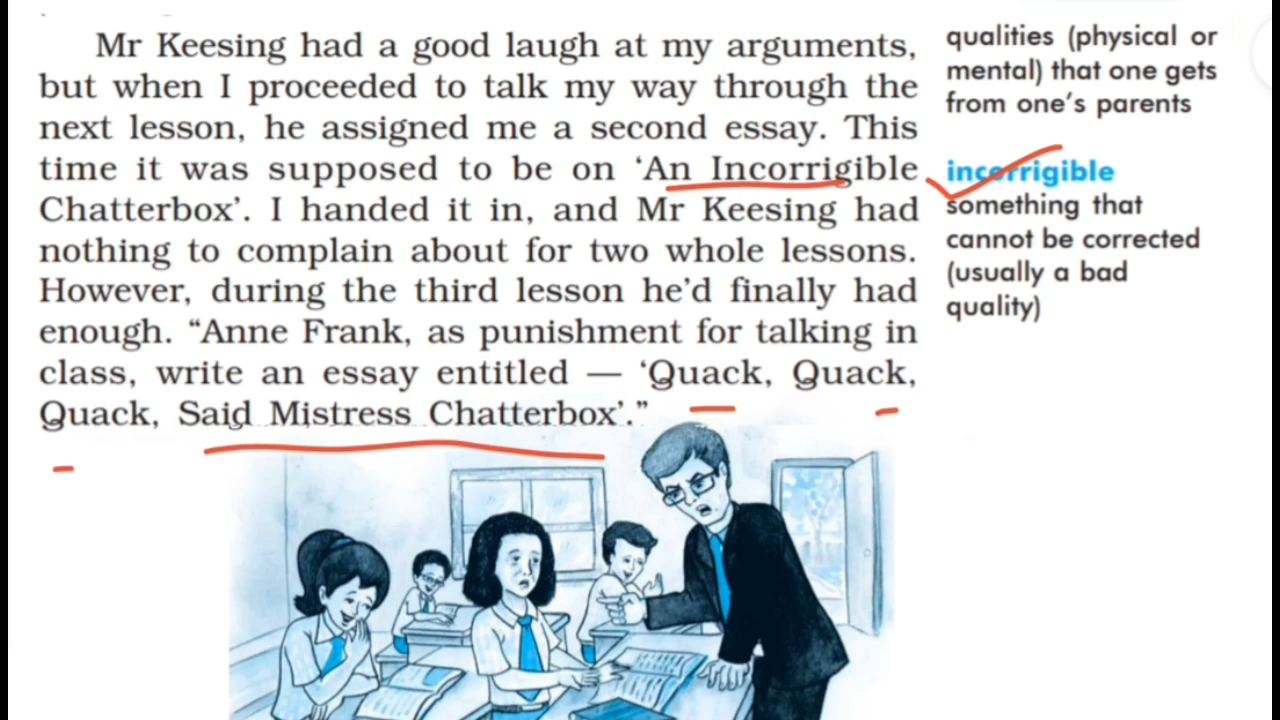 Mr Keesing had a good laugh at my arguments,
but when I proceeded to talk my way through the
next lesson, he assigned me a second essay. This
time it was supposed to be on ‘An Incorrigible
Chatterbox’. I handed it in, and Mr Keesing had
nothing to complain about for two whole lessons.
However, during the third lesson he’d finally had
enough. “Anne Frank, as punishment for talking in
class, write an essay entitled — ‘Quack, Quack,
Quack, Said Mistress Chatterbox’.”
qualities (physical or
mental) that one gets
from one’s parents
incorrigible
something that
cannot be corrected
(usually a bad
quality)